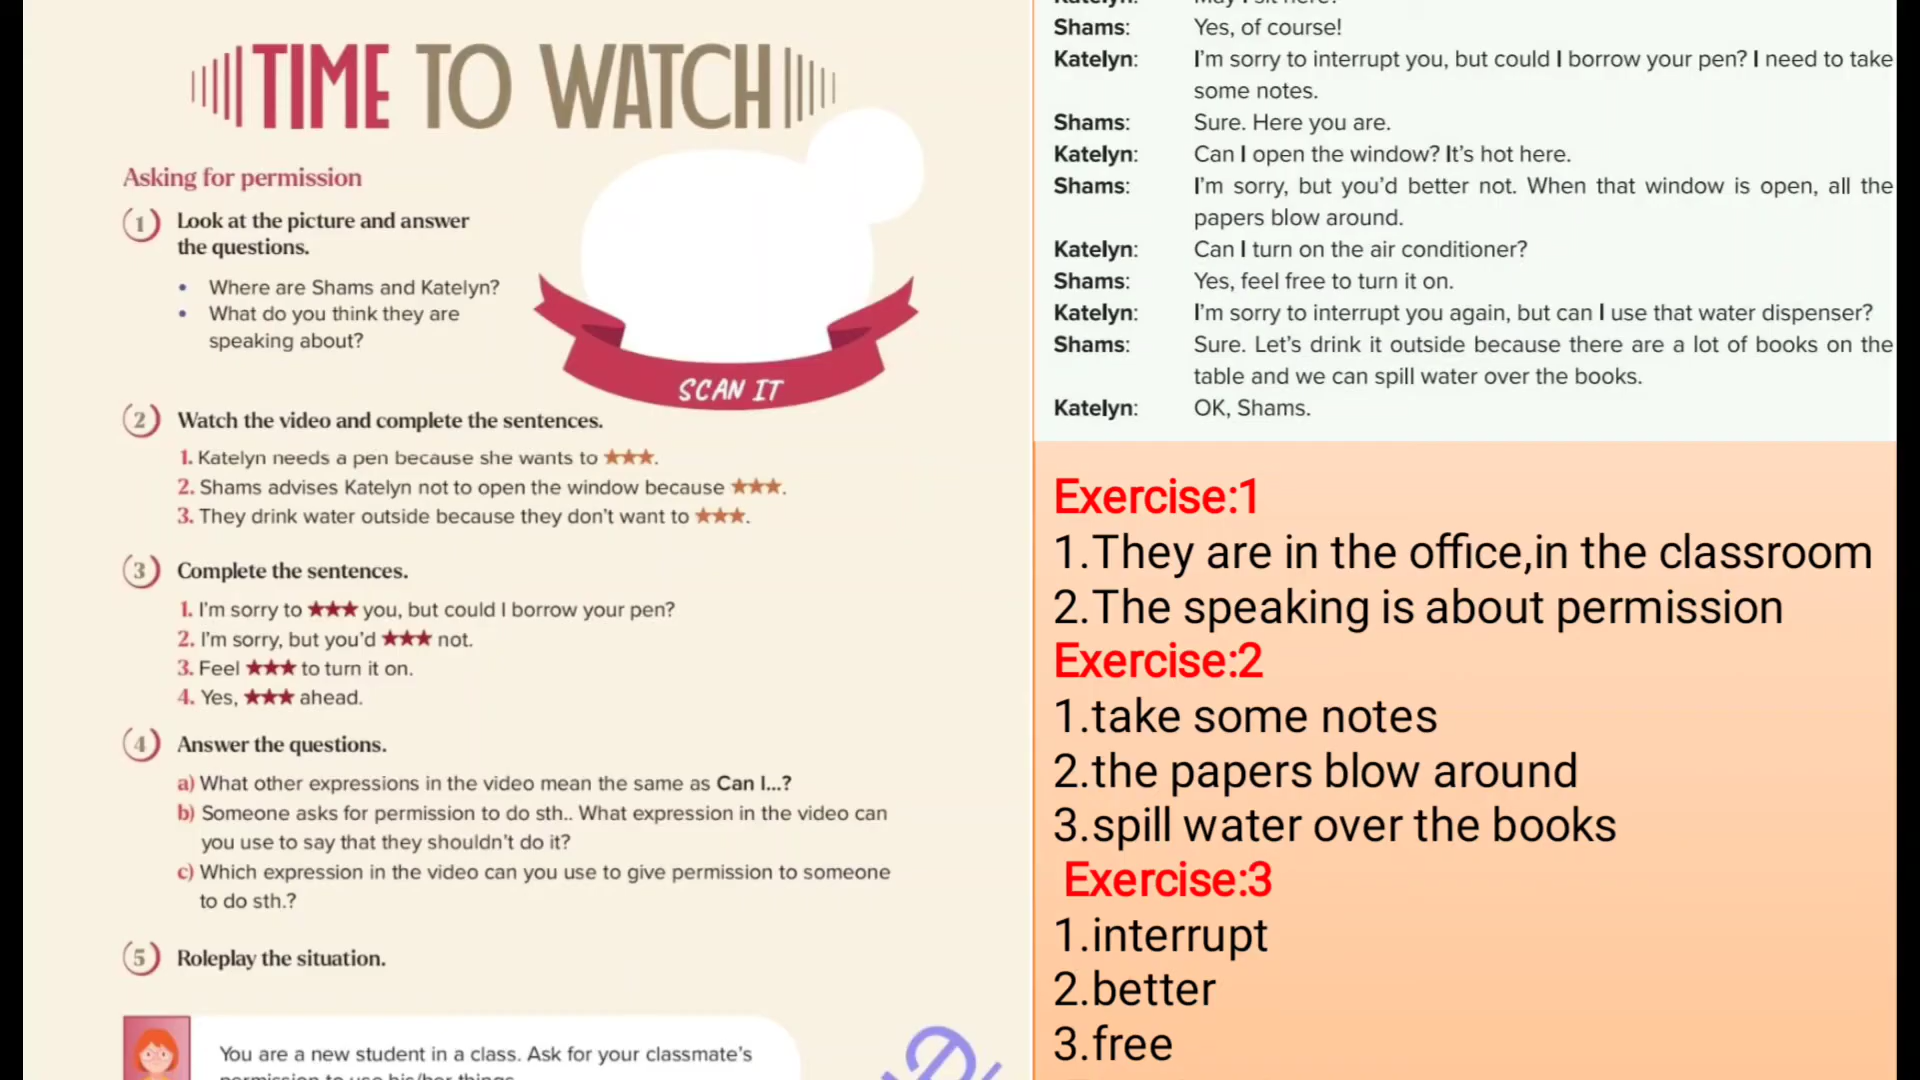 TIME TO WATCH
Asking for permission
1 Look at the picture and answer
the questions.
• Where are Shams and Katelyn?
• What do you think they are
speaking about?
SCAN IT
2 Watch the video and complete the sentences.
1. Katelyn needs a pen because she wants to ★★★.
2. Shams advises Katelyn not to open the window because ★★★.
3. They drink water outside because they don't want to ★★★.
3 Complete the sentences.
1. I'm sorry to ★★★ you, but could I borrow your pen?
2. I'm sorry, but you'd ★★★ not.
3. Feel ★★★ to turn it on.
4. Yes, ★★★ ahead.
4 Answer the questions.
a) What other expressions in the video mean the same as Can I...?
b) Someone asks for permission to do sth.. What expression in the video can
you use to say that they shouldn't do it?
c) Which expression in the video can you use to give permission to someone
to do sth.?
5 Roleplay the situation.
You are a new student in a class. Ask for your classmate's
permission to use his/her things.
Katelyn: May I sit here?
Shams: Yes, of course!
Katelyn: I'm sorry to interrupt you, but could I borrow your pen? I need to take
some notes.
Shams: Sure. Here you are.
Katelyn: Can I open the window? It's hot here.
Shams: I'm sorry, but you'd better not. When that window is open, all the
papers blow around.
Katelyn: Can I turn on the air conditioner?
Shams: Yes, feel free to turn it on.
Katelyn: I'm sorry to interrupt you again, but can I use that water dispenser?
Shams: Sure. Let's drink it outside because there are a lot of books on the
table and we can spill water over the books.
Katelyn: OK, Shams.
Exercise:1
1.They are in the office,in the classroom
2.The speaking is about permission
Exercise:2
1.take some notes
2.the papers blow around
3.spill water over the books
Exercise:3
1.interrupt
2.better
3.free